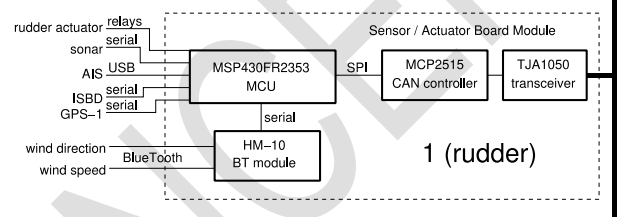 rudder actuator relays
Sensor / Actuator Board Module
sonar serial
AIS USB
ISBD serial
GPS−1 serial
MSP430FR2353
MCU
SPI
MCP2515
CAN controller
TJA1050
transceiver
serial
wind direction
BlueTooth
wind speed
HM−10
BT module
1 (rudder)